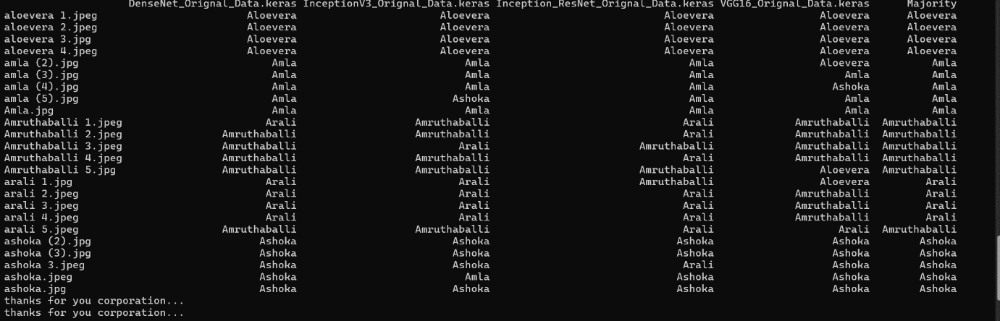 DenseNet_Orignal_Data.keras InceptionV3_Orignal_Data.keras Inception_ResNet_Orignal_Data.keras VGG16_Orignal_Data.keras Majority
aloevera 1.jpeg Aloevera Aloevera Aloevera Aloevera Aloevera
aloevera 2.jpeg Aloevera Aloevera Aloevera Aloevera Aloevera
aloevera 3.jpg Aloevera Aloevera Aloevera Aloevera Aloevera
aloevera 4.jpeg Aloevera Aloevera Aloevera Aloevera Aloevera
amla (2).jpg Amla Amla Amla Aloevera Amla
amla (3).jpg Amla Amla Amla Amla Amla
amla (4).jpg Amla Amla Amla Ashoka Amla
amla (5).jpg Amla Ashoka Amla Amla Amla
Amla.jpg Amla Amla Amla Amla Amla
Amruthaballi 1.jpeg Arali Amruthaballi Arali Amruthaballi Amruthaballi
Amruthaballi 2.jpeg Amruthaballi Amruthaballi Arali Amruthaballi Amruthaballi
Amruthaballi 3.jpeg Amruthaballi Arali Amruthaballi Amruthaballi Amruthaballi
Amruthaballi 4.jpeg Amruthaballi Amruthaballi Arali Amruthaballi Amruthaballi
Amruthaballi 5.jpg Amruthaballi Amruthaballi Amruthaballi Aloevera Amruthaballi
arali 1.jpg Arali Arali Amruthaballi Aloevera Arali
arali 2.jpeg Arali Arali Arali Amruthaballi Arali
arali 3.jpeg Arali Arali Arali Amruthaballi Arali
arali 4.jpeg Arali Arali Arali Amruthaballi Arali
arali 5.jpeg Amruthaballi Amruthaballi Arali Arali Amruthaballi
ashoka (2).jpg Ashoka Ashoka Ashoka Ashoka Ashoka
ashoka (3).jpg Ashoka Ashoka Ashoka Ashoka Ashoka
ashoka 3.jpeg Ashoka Ashoka Arali Ashoka Ashoka
ashoka.jpeg Ashoka Amla Ashoka Ashoka Ashoka
ashoka.jpg Ashoka Ashoka Ashoka Ashoka Ashoka
thanks for you corporation...
thanks for you corporation...